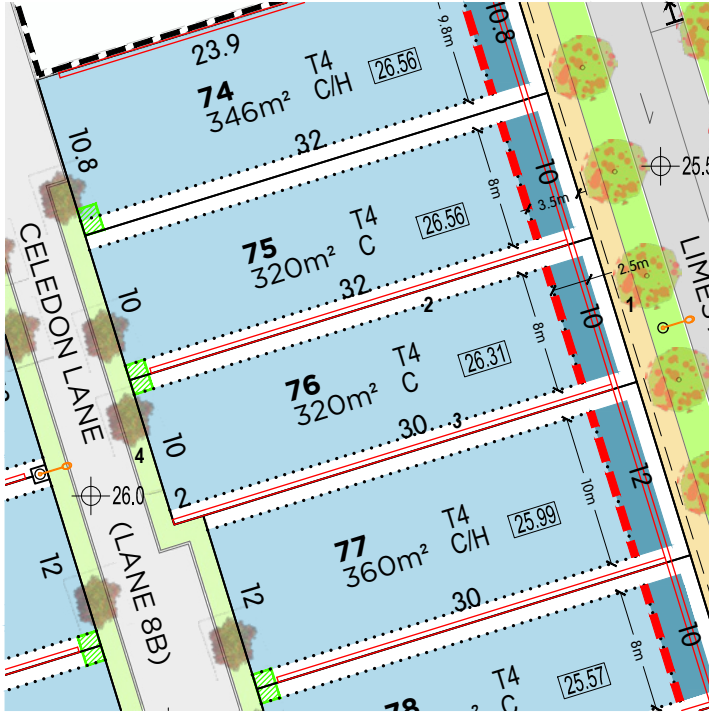 23.9
74
346m²
T4
C/H
26.56
9.8m
10.8
10.8
32
75
320m²
T4
C
26.56
8m
10
3.5m
25.5
CELEDON LANE
(LANE 8B)
10
32
2
2.5m
1
76
320m²
T4
C
26.31
8m
10
10
4
30
3
2
26.0
12
77
360m²
T4
C/H
25.99
10m
12
12
30
78
T4
C
25.57
8m
10